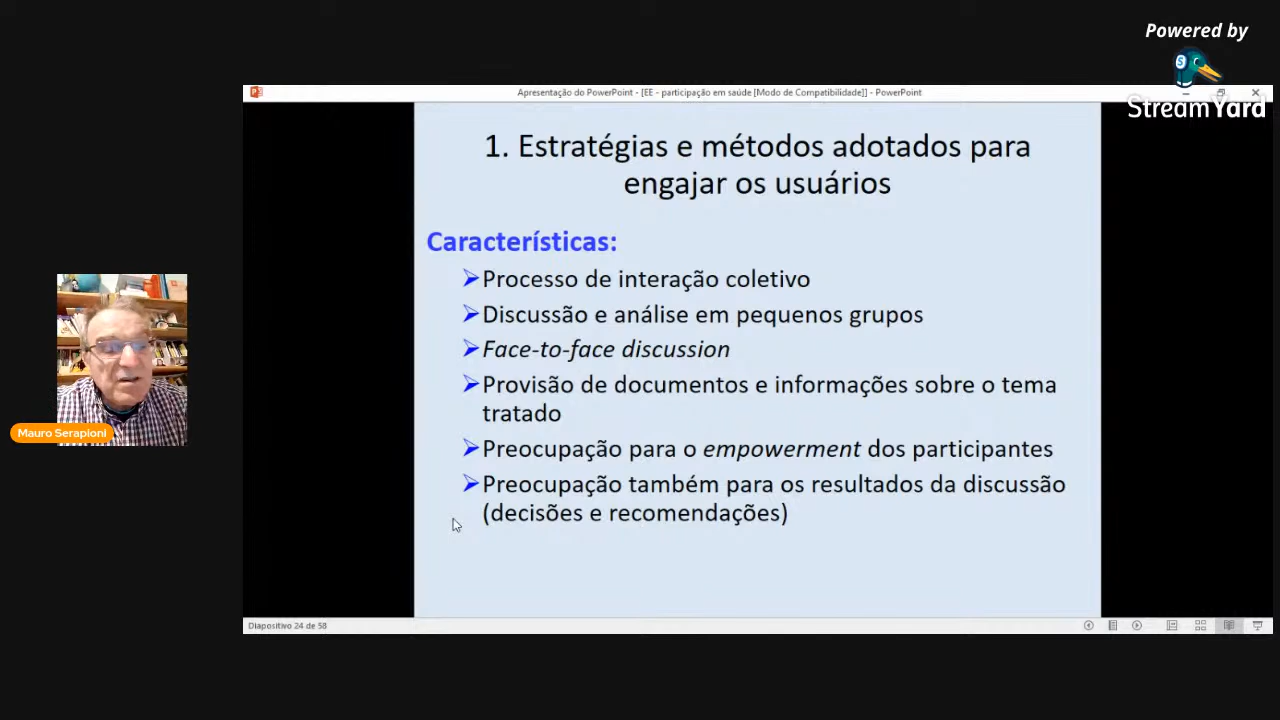 Powered by
StreamYard
Apresentação do PowerPoint - [EE - participação em saúde [Modo de Compatibilidade]] - PowerPoint
1. Estratégias e métodos adotados para
engajar os usuários
Características:
Processo de interação coletivo
Discussão e análise em pequenos grupos
Face-to-face discussion
Provisão de documentos e informações sobre o tema
tratado
Preocupação para o empowerment dos participantes
Preocupação também para os resultados da discussão
(decisões e recomendações)
Mauro Serapioni
Diapositivo 24 de 58